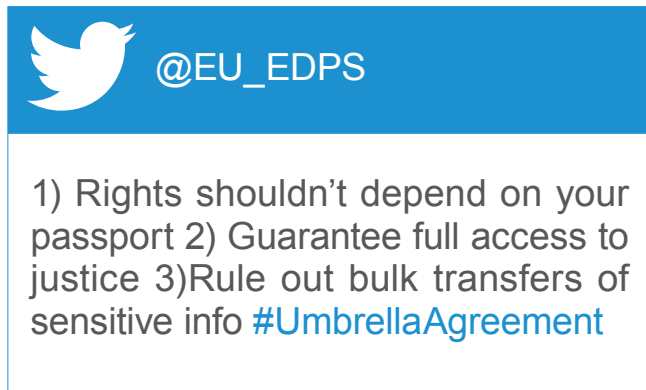 @EU_EDPS
1) Rights shouldn’t depend on your
passport 2) Guarantee full access to
justice 3)Rule out bulk transfers of
sensitive info #UmbrellaAgreement